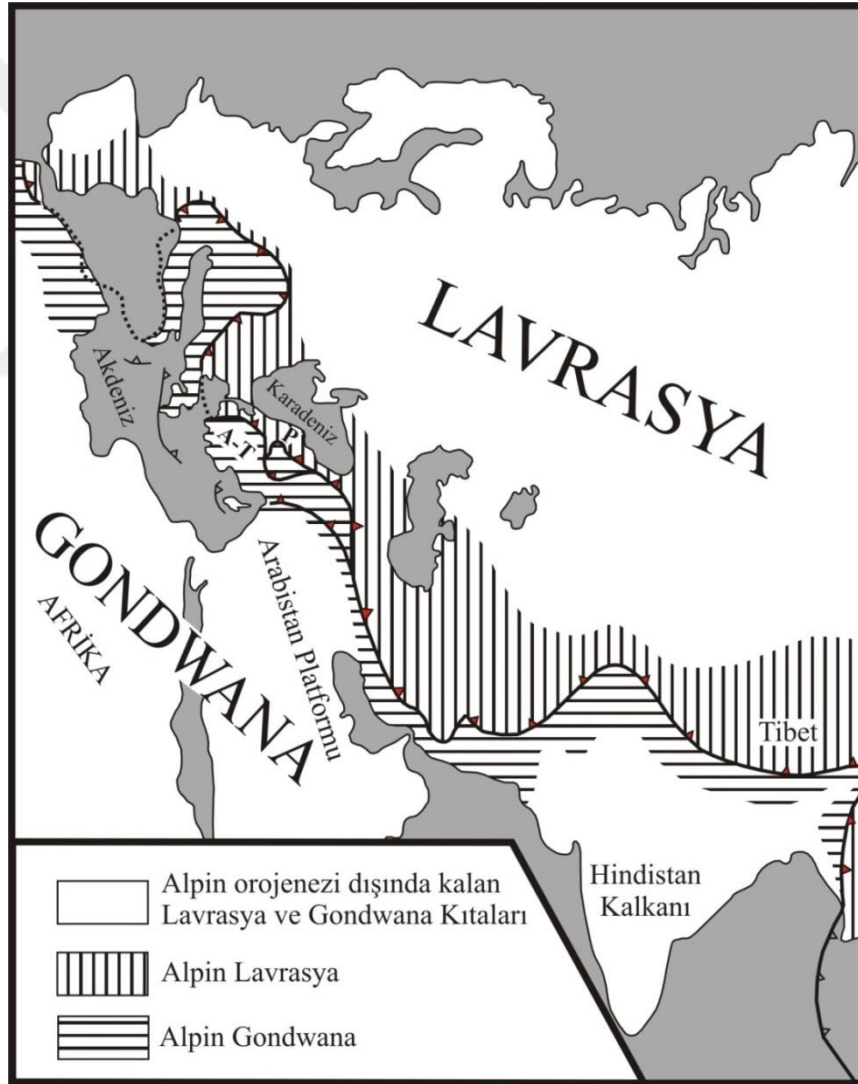 LAVRASYA
Akdeniz
Karadeniz
A-T
P
GONDWANA
AFRİKA
Arabistan Platformu
Tibet
Hindistan
Kalkanı
Alpin orojenezi dışında kalan
Lavrasya ve Gondwana Kıtaları
Alpin Lavrasya
Alpin Gondwana